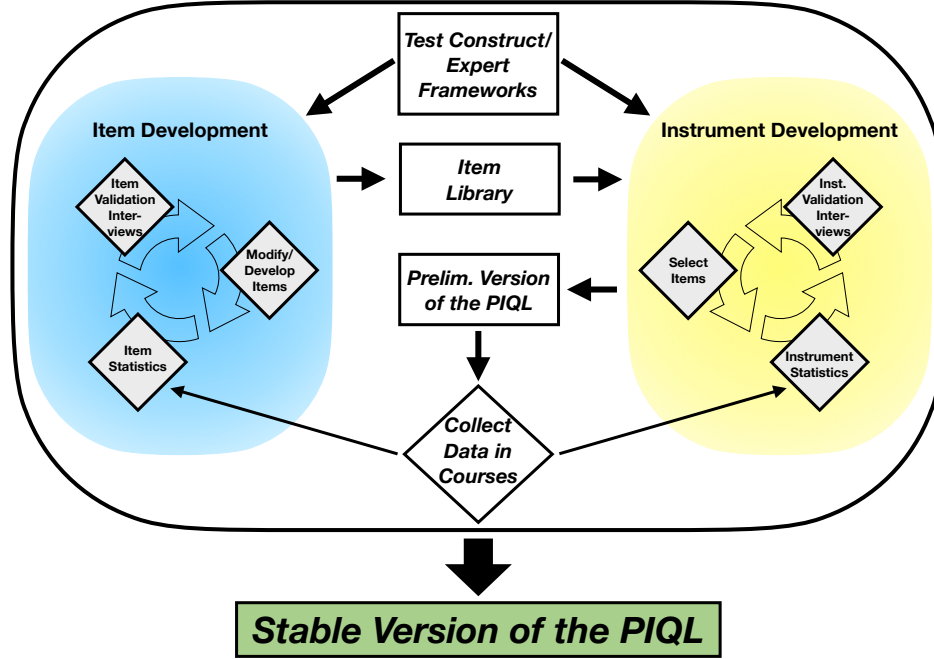 Test Construct/
Expert
Frameworks
Item Development
Instrument Development
Item
Validation
Inter-
views
Modify/
Develop
Items
Item
Statistics
Item
Library
Prelim. Version
of the PIQL
Inst.
Validation
Inter-
views
Select
Items
Instrument
Statistics
Collect
Data in
Courses
Stable Version of the PIQL